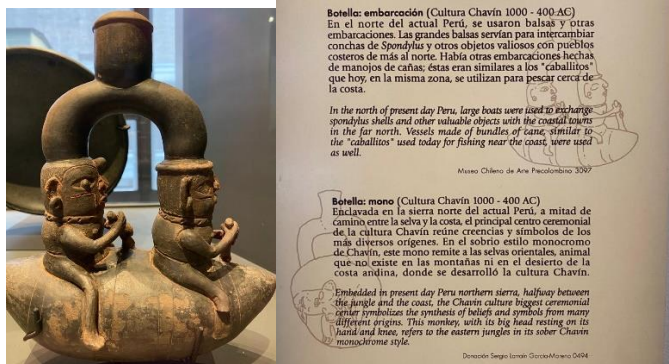 Botella: embarcación (Cultura Chavín 1000 - 400 AC)
En el norte del actual Perú, se usaron balsas y otras
embarcaciones. Las grandes balsas servían para intercambiar
conchas de Spondylus y otros objetos valiosos con pueblos
costeros de más al norte. Había otras embarcaciones hechas
de manojos de cañas; éstas eran similares a los "caballitos"
que hoy, en la misma zona, se utilizan para pescar cerca de
la costa.
In the north of present day Peru, large boats were used to exchange
spondylus shells and other valuable objects with the coastal towns
in the far north. Vessels made of bundles of cane, similar to
the "caballitos" used today for fishing near the coast, were used
as well.
Museo Chileno de Arte Precolombino 3097
Botella: mono (Cultura Chavín 1000 - 400 AC)
Enclavada en la sierra norte del actual Perú, a mitad de
camino entre la selva y la costa, el principal centro ceremonial
de la cultura Chavín reúne creencias y símbolos de los
más diversos orígenes. En el sobrio estilo monocromo
de Chavín, este mono remite a las selvas orientales, animal
que no existe en las montañas ni en el desierto de la
costa andina, donde se desarrolló la cultura Chavín.
Embedded in present day Peru northern sierra, halfway between
the jungle and the coast, the Chavín culture biggest ceremonial
center symbolizes the synthesis of beliefs and symbols from many
different origins. This monkey, with its big head resting on its
hand and knee, refers to the eastern jungles in its sober Chavín
monochrome style.
Donación Sergio Larraín García-Moreno 0494